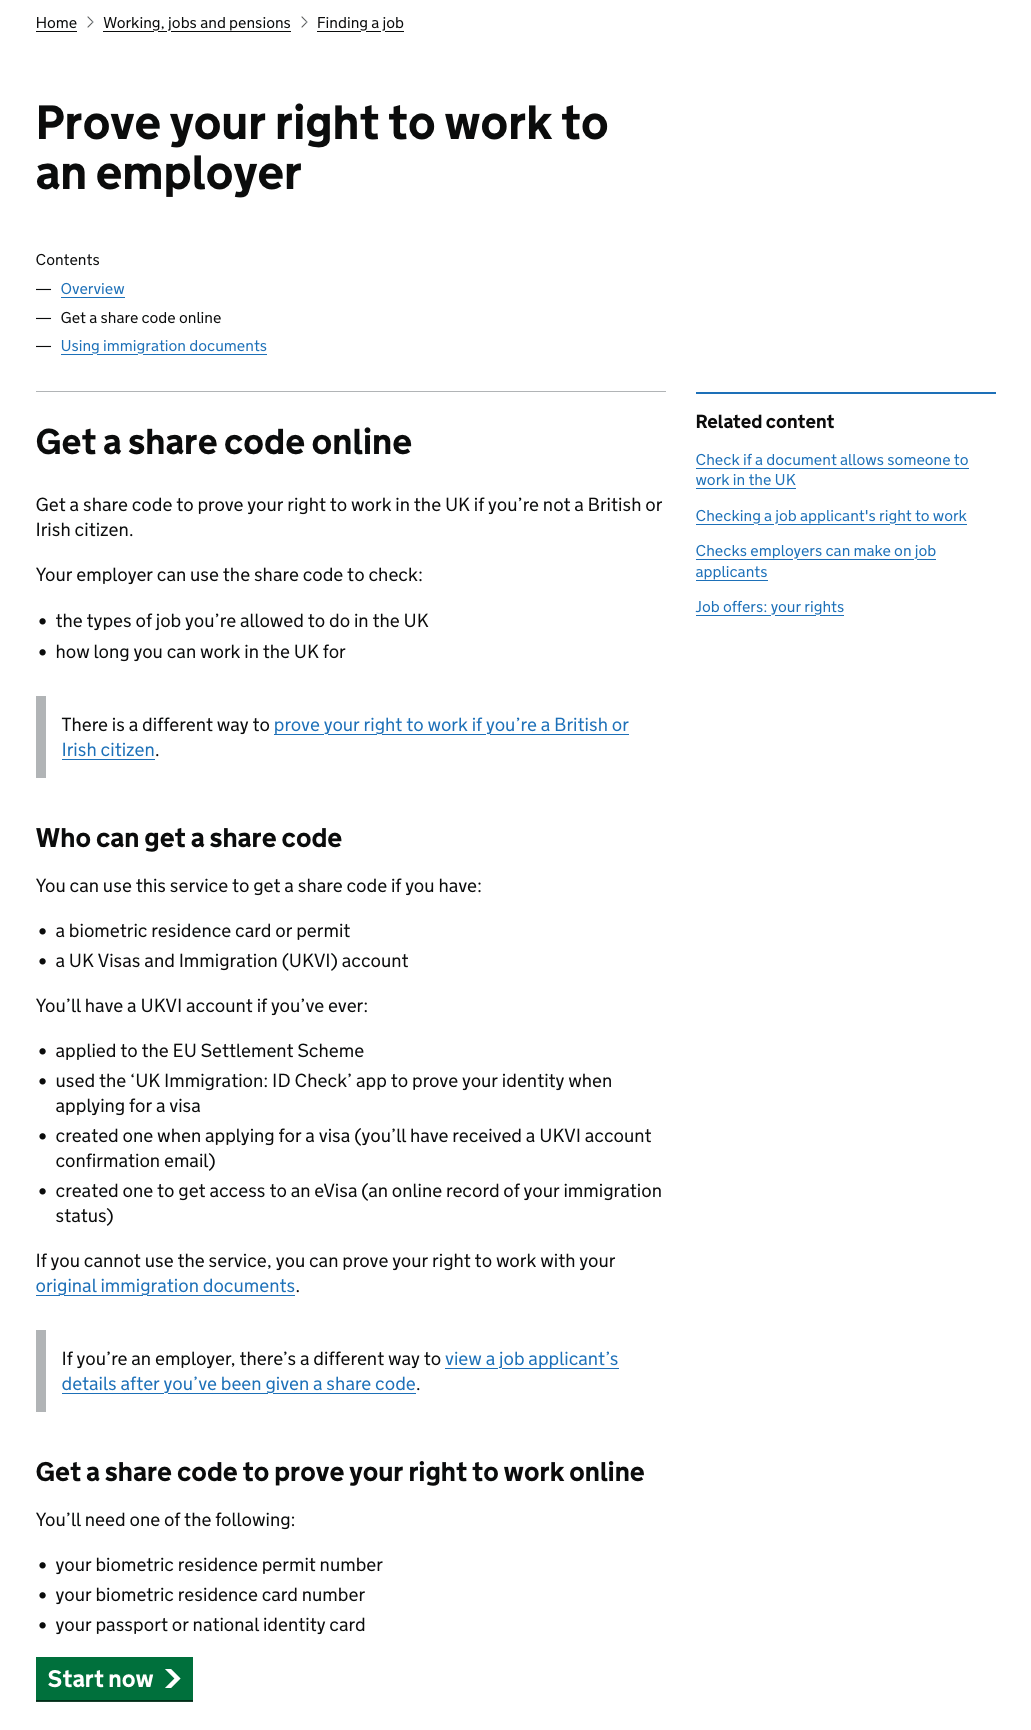 Home > Working, jobs and pensions > Finding a job
Prove your right to work to
an employer
Contents
— Overview
— Get a share code online
— Using immigration documents
Get a share code online
Get a share code to prove your right to work in the UK if you’re not a British or
Irish citizen.
Your employer can use the share code to check:
• the types of job you’re allowed to do in the UK
• how long you can work in the UK for
There is a different way to prove your right to work if you’re a British or
Irish citizen.
Who can get a share code
You can use this service to get a share code if you have:
• a biometric residence card or permit
• a UK Visas and Immigration (UKVI) account
You’ll have a UKVI account if you’ve ever:
• applied to the EU Settlement Scheme
• used the ‘UK Immigration: ID Check’ app to prove your identity when
applying for a visa
• created one when applying for a visa (you’ll have received a UKVI account
confirmation email)
• created one to get access to an eVisa (an online record of your immigration
status)
If you cannot use the service, you can prove your right to work with your
original immigration documents.
If you’re an employer, there’s a different way to view a job applicant’s
details after you’ve been given a share code.
Get a share code to prove your right to work online
You’ll need one of the following:
• your biometric residence permit number
• your biometric residence card number
• your passport or national identity card
Start now
Related content
Check if a document allows someone to
work in the UK
Checking a job applicant's right to work
Checks employers can make on job
applicants
Job offers: your rights